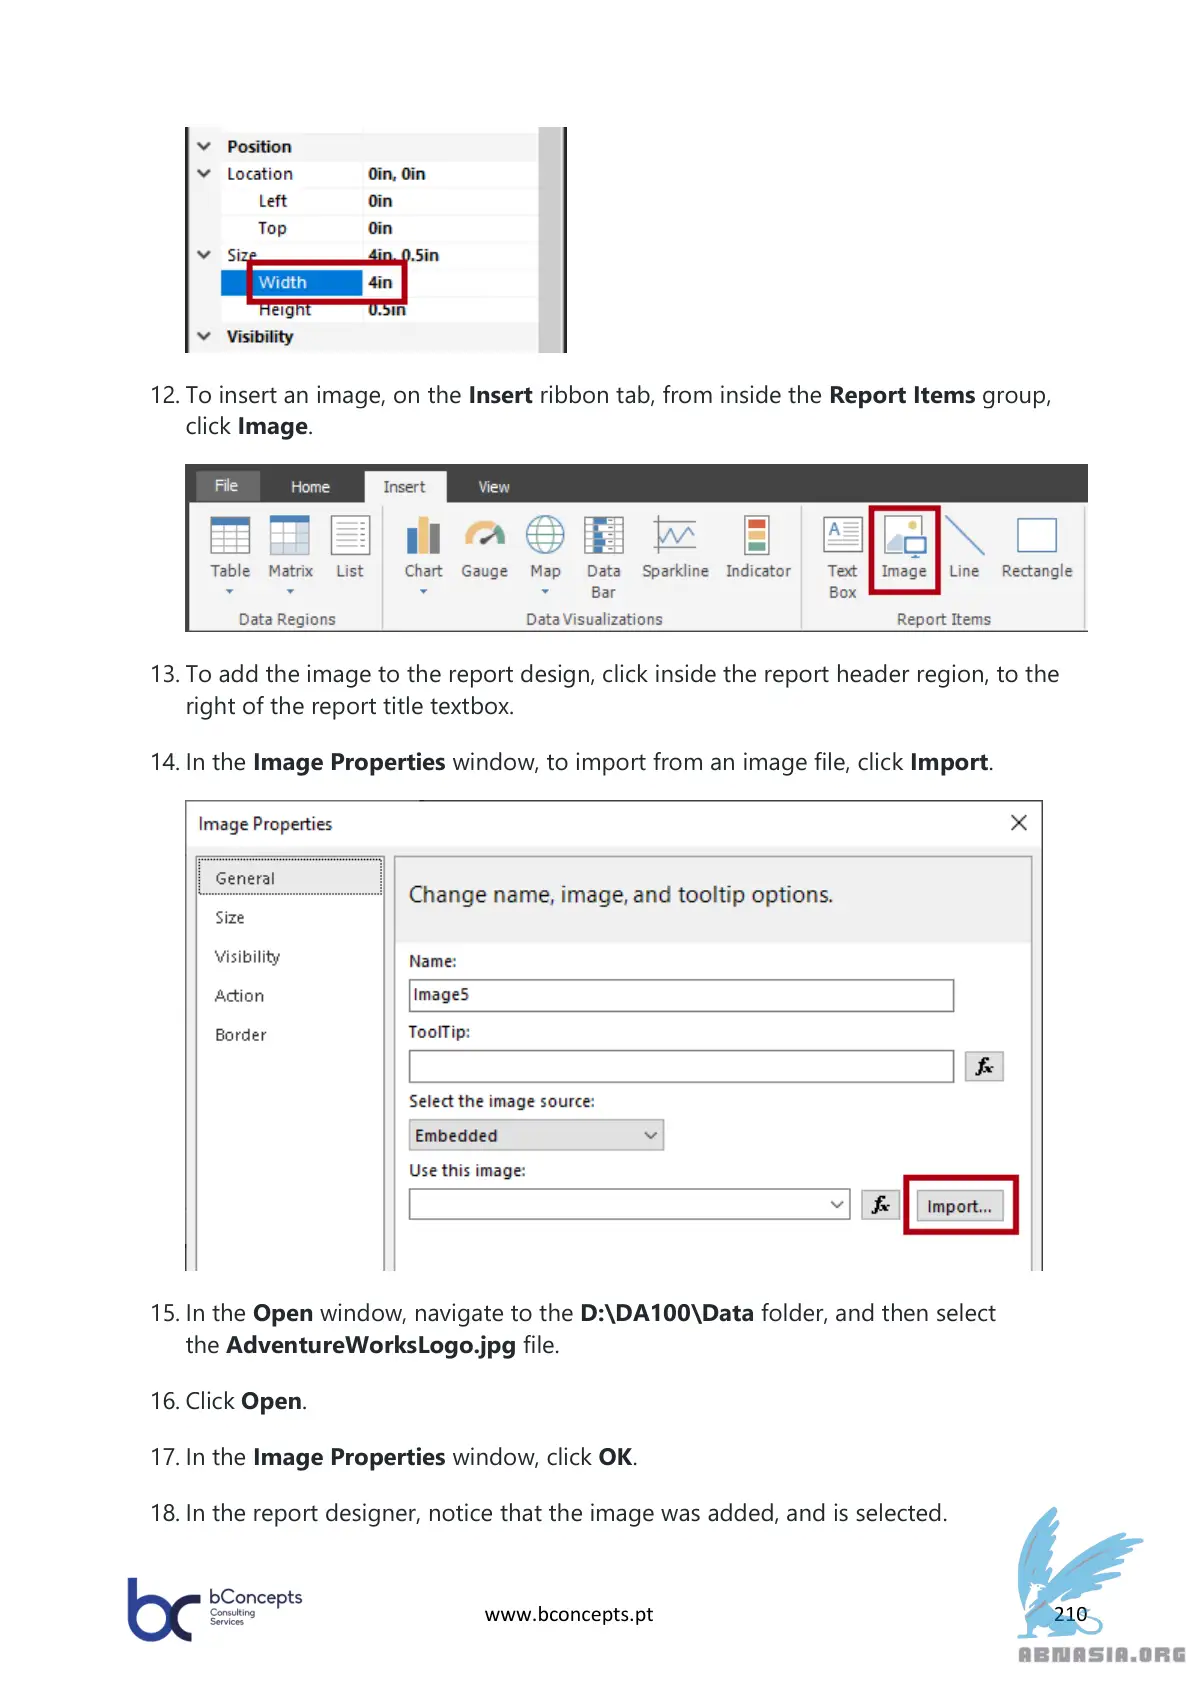 Position
Location 0in, 0in
Left 0in
Top 0in
Size 4in, 0.5in
Width 4in
Height 0.5in
Visibility
12. To insert an image, on the Insert ribbon tab, from inside the Report Items group,
click Image.
File Home Insert View
Table Matrix List Chart Gauge Map Data Bar Sparkline Indicator Text Box Image Line Rectangle
Data Regions Data Visualizations Report Items
13. To add the image to the report design, click inside the report header region, to the
right of the report title textbox.
14. In the Image Properties window, to import from an image file, click Import.
Image Properties
General
Size
Visibility
Action
Border
Change name, image, and tooltip options.
Name:
Image5
ToolTip:
fx
Select the image source:
Embedded
Use this image:
fx Import...
15. In the Open window, navigate to the D:\DA100\Data folder, and then select
the AdventureWorksLogo.jpg file.
16. Click Open.
17. In the Image Properties window, click OK.
18. In the report designer, notice that the image was added, and is selected.
bc bConcepts
Consulting
Services
www.bconcepts.pt
210
ABNASIA.ORG